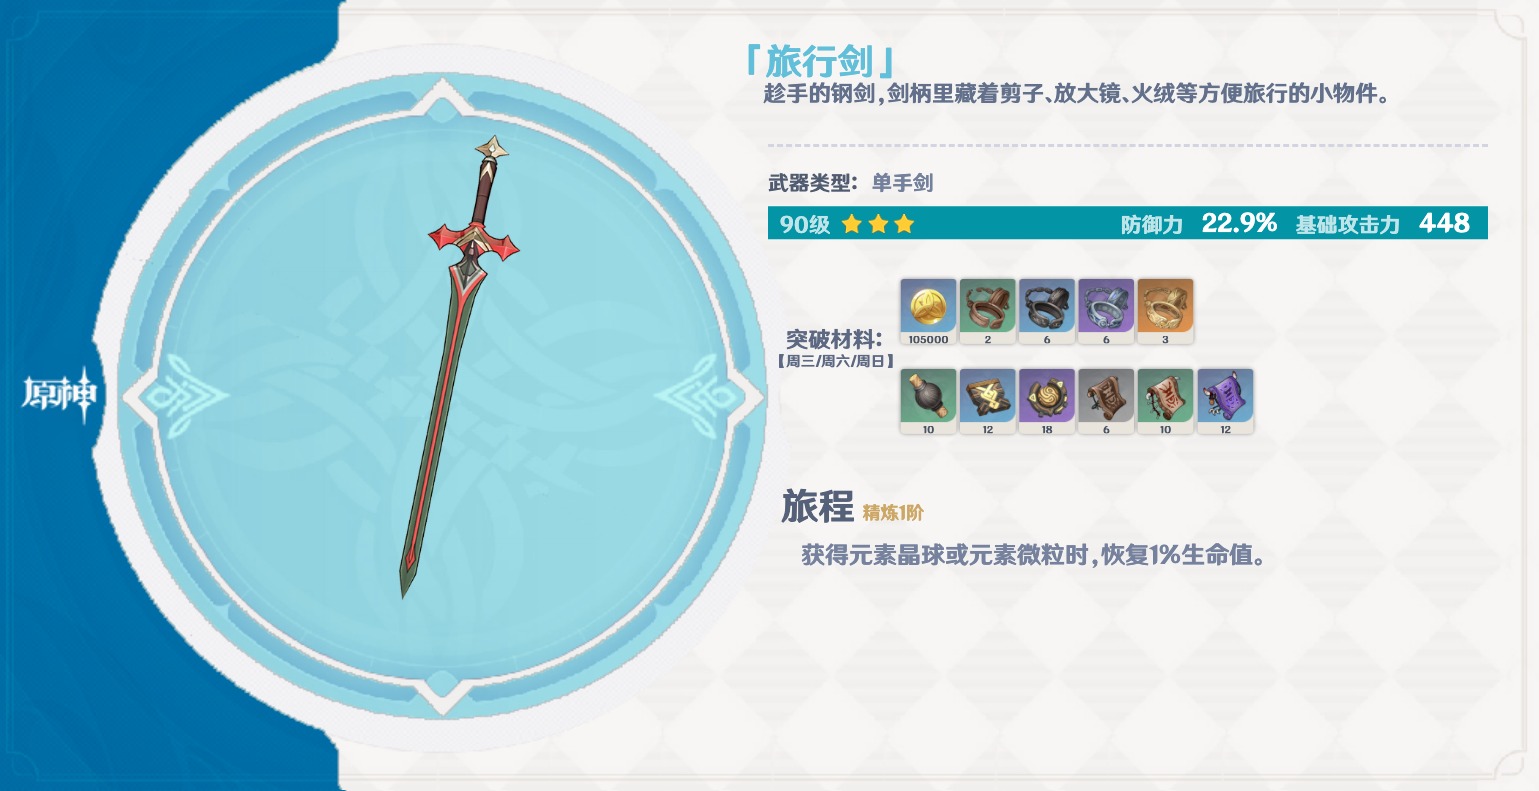 原神
「旅行剑」
趁手的钢剑,剑柄里藏着剪子、放大镜、火绒等方便旅行的小物件。
武器类型: 单手剑
90级 防御力 22.9% 基础攻击力 448
突破材料:
【周三/周六/周日】
105000 2 6 6 3
10 12 18 6 10 12
旅程 精炼1阶
获得元素晶球或元素微粒时,恢复1%生命值。